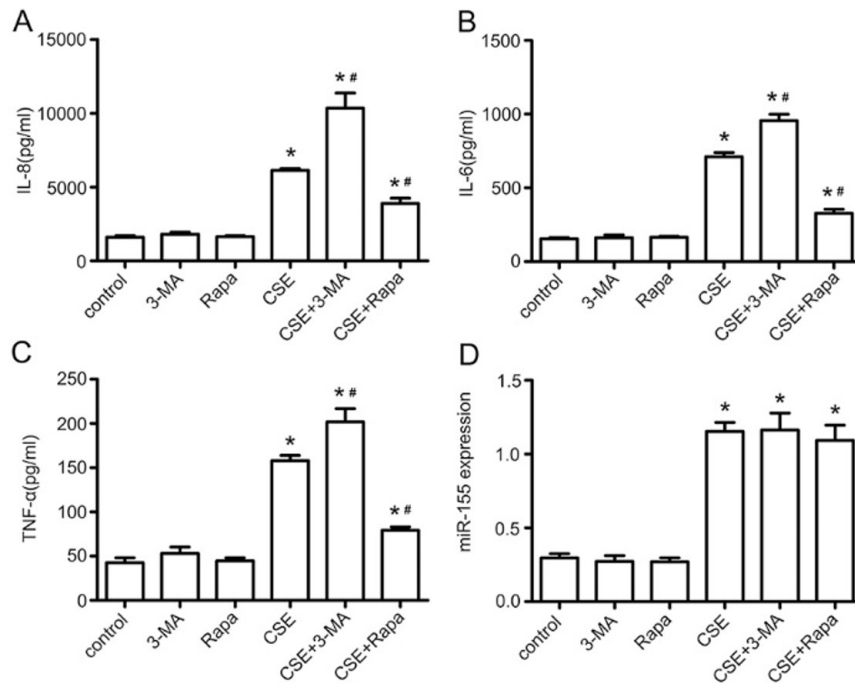 A
IL-8(pg/ml)
15000
10000
5000
0
*
* #
* #
control
3-MA
Rapa
CSE
CSE+3-MA
CSE+Rapa
B
IL-6(pg/ml)
1500
1000
500
0
*
* #
* #
control
3-MA
Rapa
CSE
CSE+3-MA
CSE+Rapa
C
TNF-α(pg/ml)
250
200
150
100
50
0
*
* #
* #
control
3-MA
Rapa
CSE
CSE+3-MA
CSE+Rapa
D
miR-155 expression
1.5
1.0
0.5
0.0
*
*
*
control
3-MA
Rapa
CSE
CSE+3-MA
CSE+Rapa